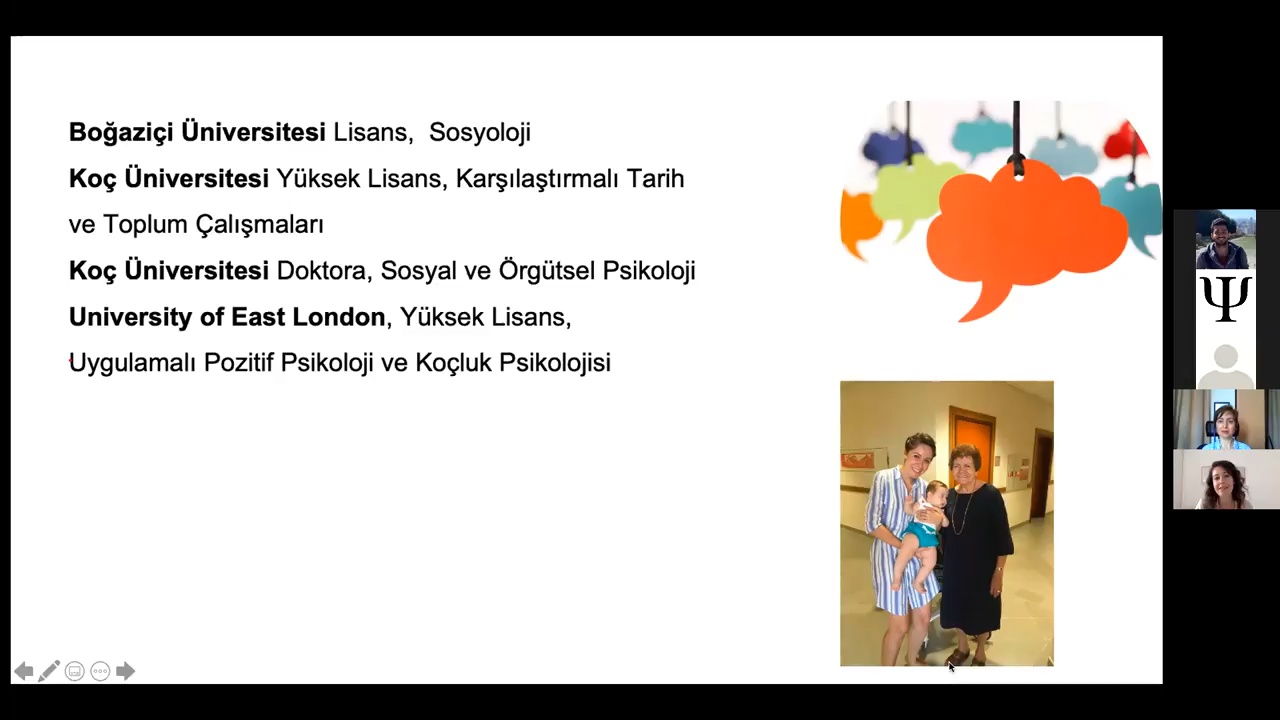 Boğaziçi Üniversitesi Lisans,  Sosyoloji
Koç Üniversitesi Yüksek Lisans, Karşılaştırmalı Tarih
ve Toplum Çalışmaları
Koç Üniversitesi Doktora, Sosyal ve Örgütsel Psikoloji
University of East London, Yüksek Lisans,
Uygulamalı Pozitif Psikoloji ve Koçluk Psikolojisi
Ψ